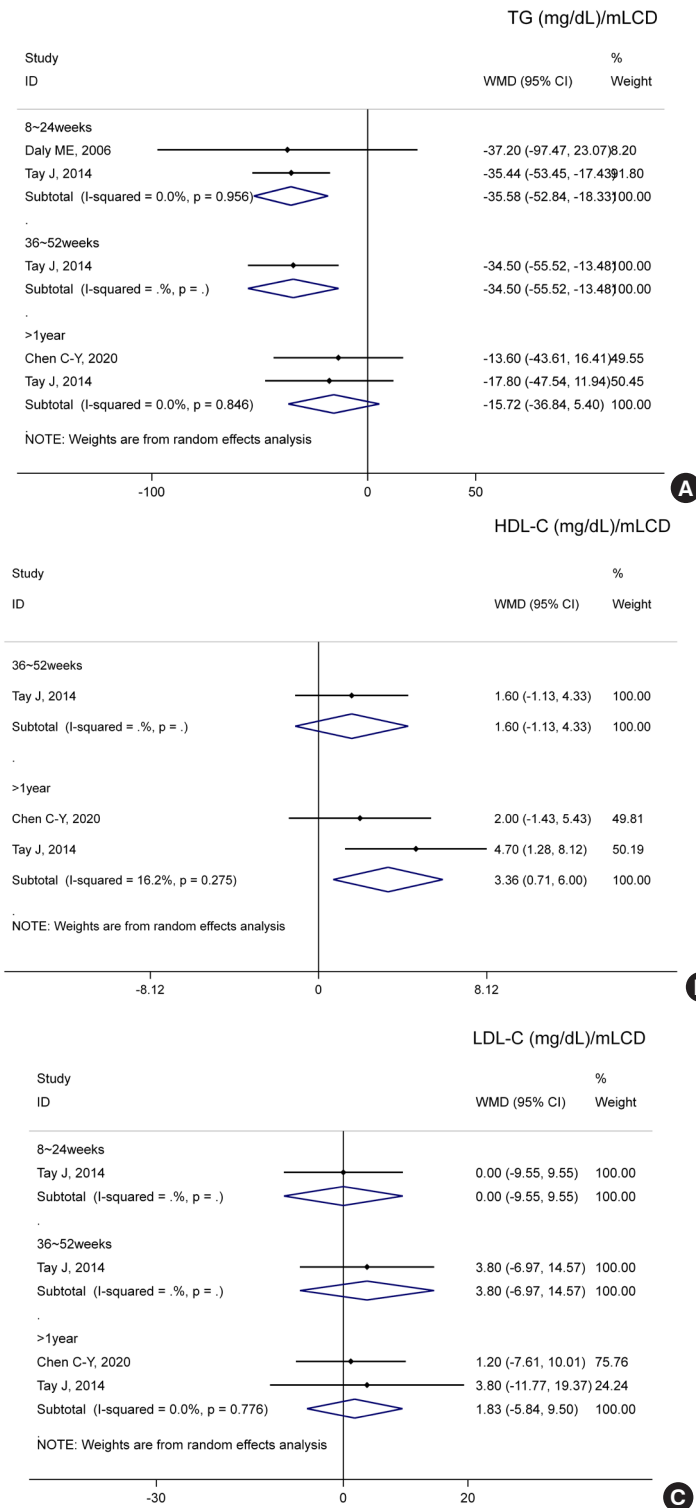 TG (mg/dL)/mLCD
Study %
ID WMD (95% CI) Weight
8~24weeks
Daly ME, 2006 -37.20 (-97.47, 23.07) 8.20
Tay J, 2014 -35.44 (-53.45, -17.43) 91.80
Subtotal (I-squared = 0.0%, p = 0.956) -35.58 (-52.84, -18.33) 100.00
.
36~52weeks
Tay J, 2014 -34.50 (-55.52, -13.48) 100.00
Subtotal (I-squared = .%, p = .) -34.50 (-55.52, -13.48) 100.00
.
>1year
Chen C-Y, 2020 -13.60 (-43.61, 16.41) 49.55
Tay J, 2014 -17.80 (-47.54, 11.94) 50.45
Subtotal (I-squared = 0.0%, p = 0.846) -15.72 (-36.84, 5.40) 100.00
.
NOTE: Weights are from random effects analysis
-100 0 50
A
HDL-C (mg/dL)/mLCD
Study %
ID WMD (95% CI) Weight
36~52weeks
Tay J, 2014 1.60 (-1.13, 4.33) 100.00
Subtotal (I-squared = .%, p = .) 1.60 (-1.13, 4.33) 100.00
.
>1year
Chen C-Y, 2020 2.00 (-1.43, 5.43) 49.81
Tay J, 2014 4.70 (1.28, 8.12) 50.19
Subtotal (I-squared = 16.2%, p = 0.275) 3.36 (0.71, 6.00) 100.00
.
NOTE: Weights are from random effects analysis
-8.12 0 8.12
LDL-C (mg/dL)/mLCD
Study %
ID WMD (95% CI) Weight
8~24weeks
Tay J, 2014 0.00 (-9.55, 9.55) 100.00
Subtotal (I-squared = .%, p = .) 0.00 (-9.55, 9.55) 100.00
.
36~52weeks
Tay J, 2014 3.80 (-6.97, 14.57) 100.00
Subtotal (I-squared = .%, p = .) 3.80 (-6.97, 14.57) 100.00
.
>1year
Chen C-Y, 2020 1.20 (-7.61, 10.01) 75.76
Tay J, 2014 3.80 (-11.77, 19.37) 24.24
Subtotal (I-squared = 0.0%, p = 0.776) 1.83 (-5.84, 9.50) 100.00
.
NOTE: Weights are from random effects analysis
-30 0 20
C